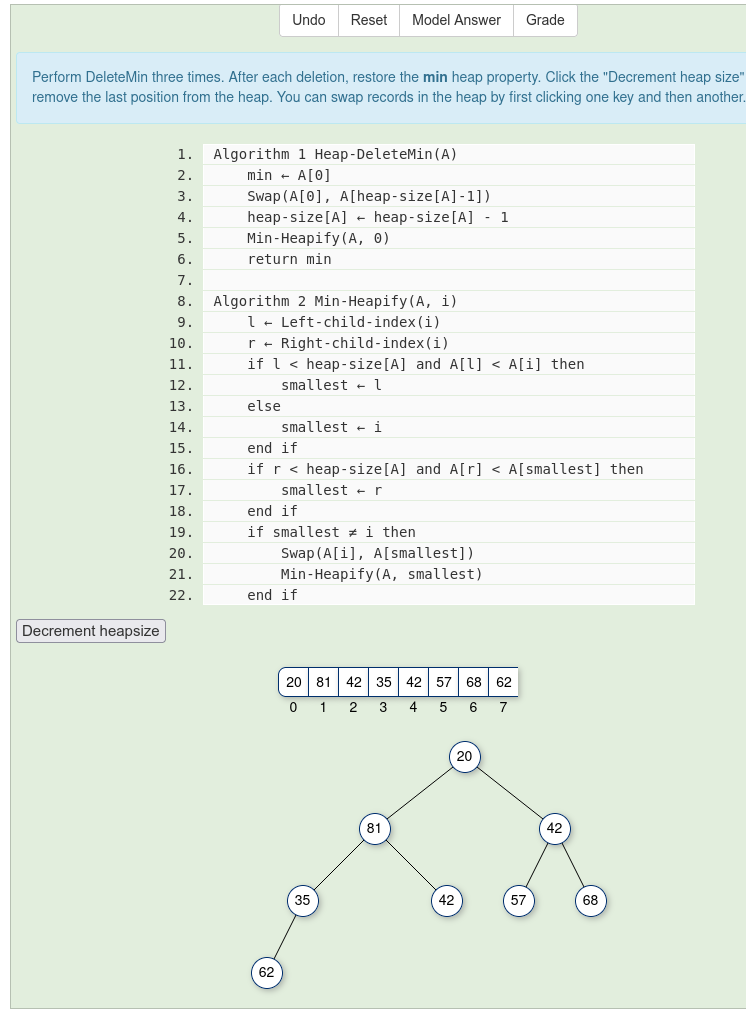 Undo Reset Model Answer Grade
Perform DeleteMin three times. After each deletion, restore the min heap property. Click the "Decrement heap size"
remove the last position from the heap. You can swap records in the heap by first clicking one key and then another.
1. Algorithm 1 Heap-DeleteMin(A)
2. min ← A[0]
3. Swap(A[0], A[heap-size[A]-1])
4. heap-size[A] ← heap-size[A] - 1
5. Min-Heapify(A, 0)
6. return min
7.
8. Algorithm 2 Min-Heapify(A, i)
9. l ← Left-child-index(i)
10. r ← Right-child-index(i)
11. if l < heap-size[A] and A[l] < A[i] then
12. smallest ← l
13. else
14. smallest ← i
15. end if
16. if r < heap-size[A] and A[r] < A[smallest] then
17. smallest ← r
18. end if
19. if smallest ≠ i then
20. Swap(A[i], A[smallest])
21. Min-Heapify(A, smallest)
22. end if
Decrement heapsize
20 81 42 35 42 57 68 62
0 1 2 3 4 5 6 7
20
81 42
35 42 57 68
62